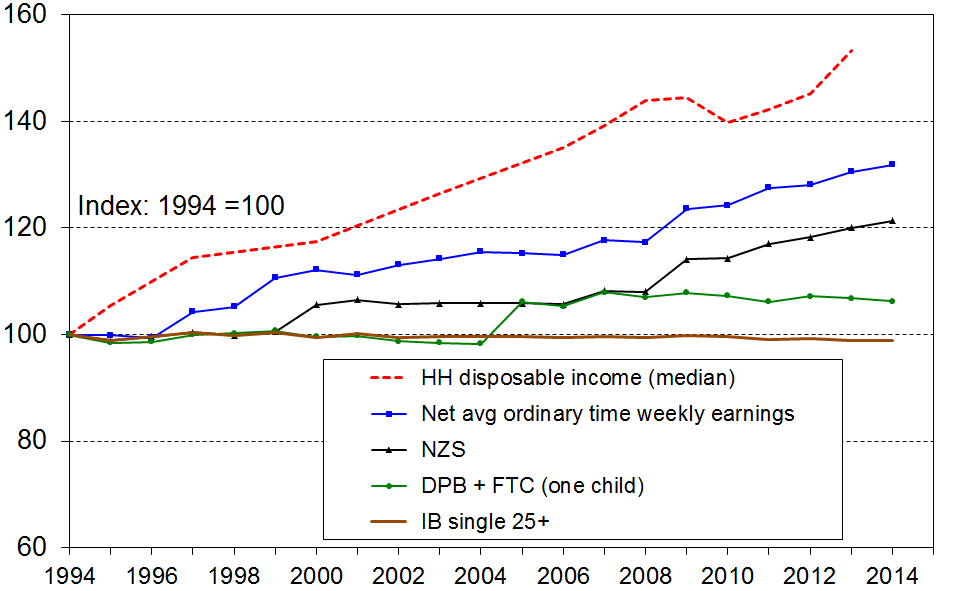 160
140
Index: 1994 =100
120
100
HH disposable income (median)
Net avg ordinary time weekly earnings
80
NZS
DPB + FTC (one child)
IB single 25+
60
1994 1996 1998 2000 2002 2004 2006 2008 2010 2012 2014